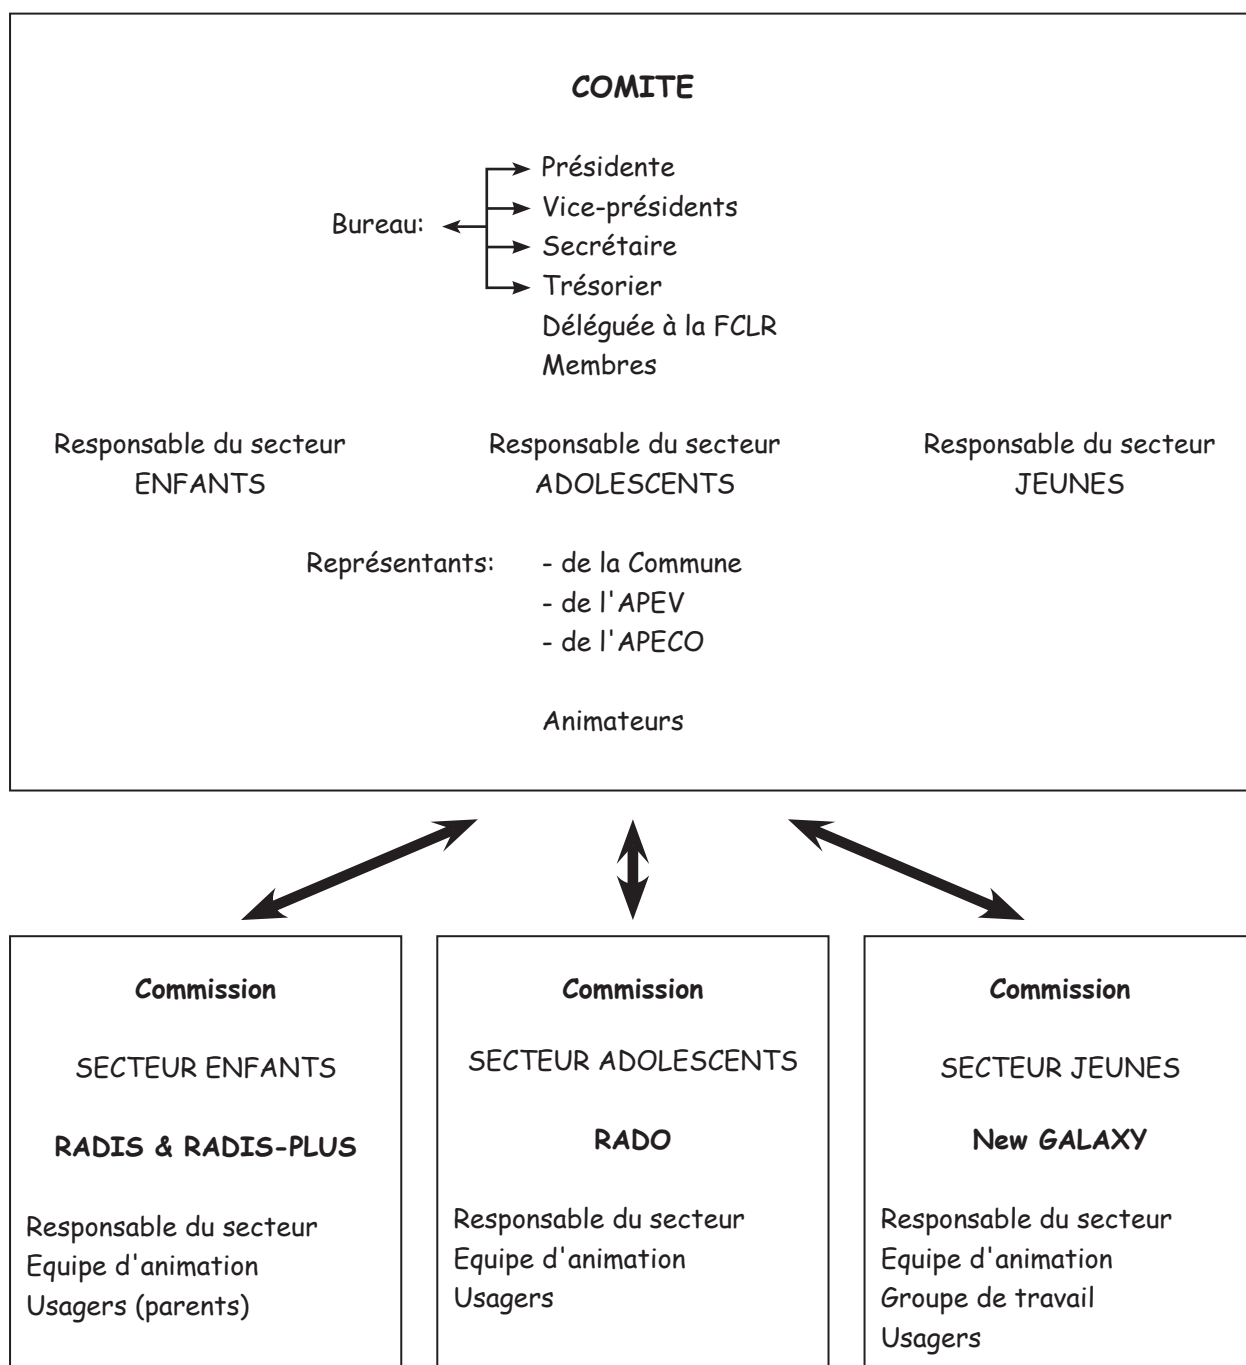 COMITE
Bureau:
Présidente
Vice-présidents
Secrétaire
Trésorier
Déléguée à la FCLR
Membres
Responsable du secteur
ENFANTS
Responsable du secteur
ADOLESCENTS
Responsable du secteur
JEUNES
Représentants:
- de la Commune
- de l'APEV
- de l'APECO
Animateurs
Commission
SECTEUR ENFANTS
RADIS & RADIS-PLUS
Responsable du secteur
Equipe d'animation
Usagers (parents)
Commission
SECTEUR ADOLESCENTS
RADO
Responsable du secteur
Equipe d'animation
Usagers
Commission
SECTEUR JEUNES
New GALAXY
Responsable du secteur
Equipe d'animation
Groupe de travail
Usagers